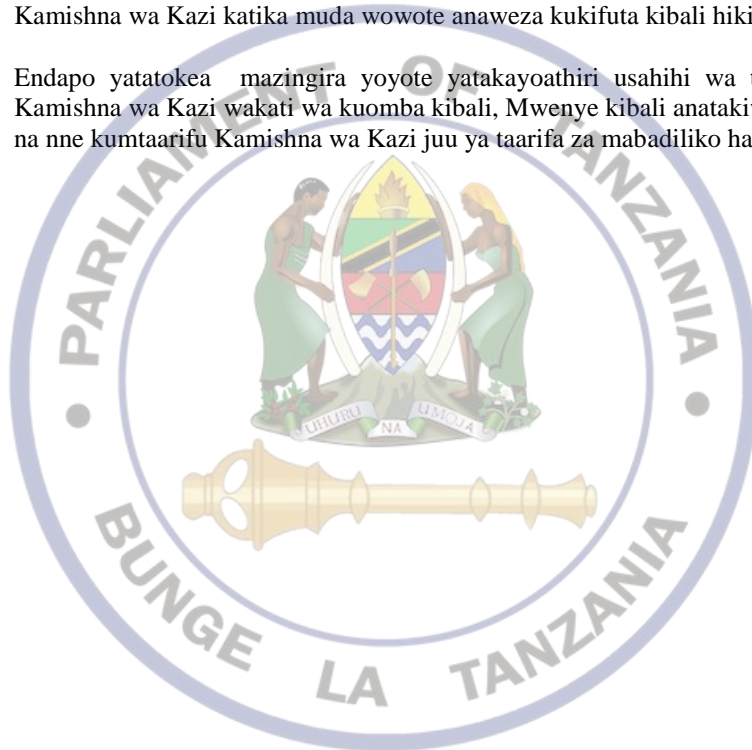 Kamishna wa Kazi katika muda wowote anaweza kukifuta kibali hiki
Endapo yatatokea mazingira yoyote yatakayoathiri usahihi wa
Kamishna wa Kazi wakati wa kuomba kibali, Mwenye kibali
na nne kumtaarifu Kamishna wa Kazi juu ya taarifa za mabadiliko
PARLIAMENT OF TANZANIA
UHURU NA UMOJA
BUNGE LA TANZANIA